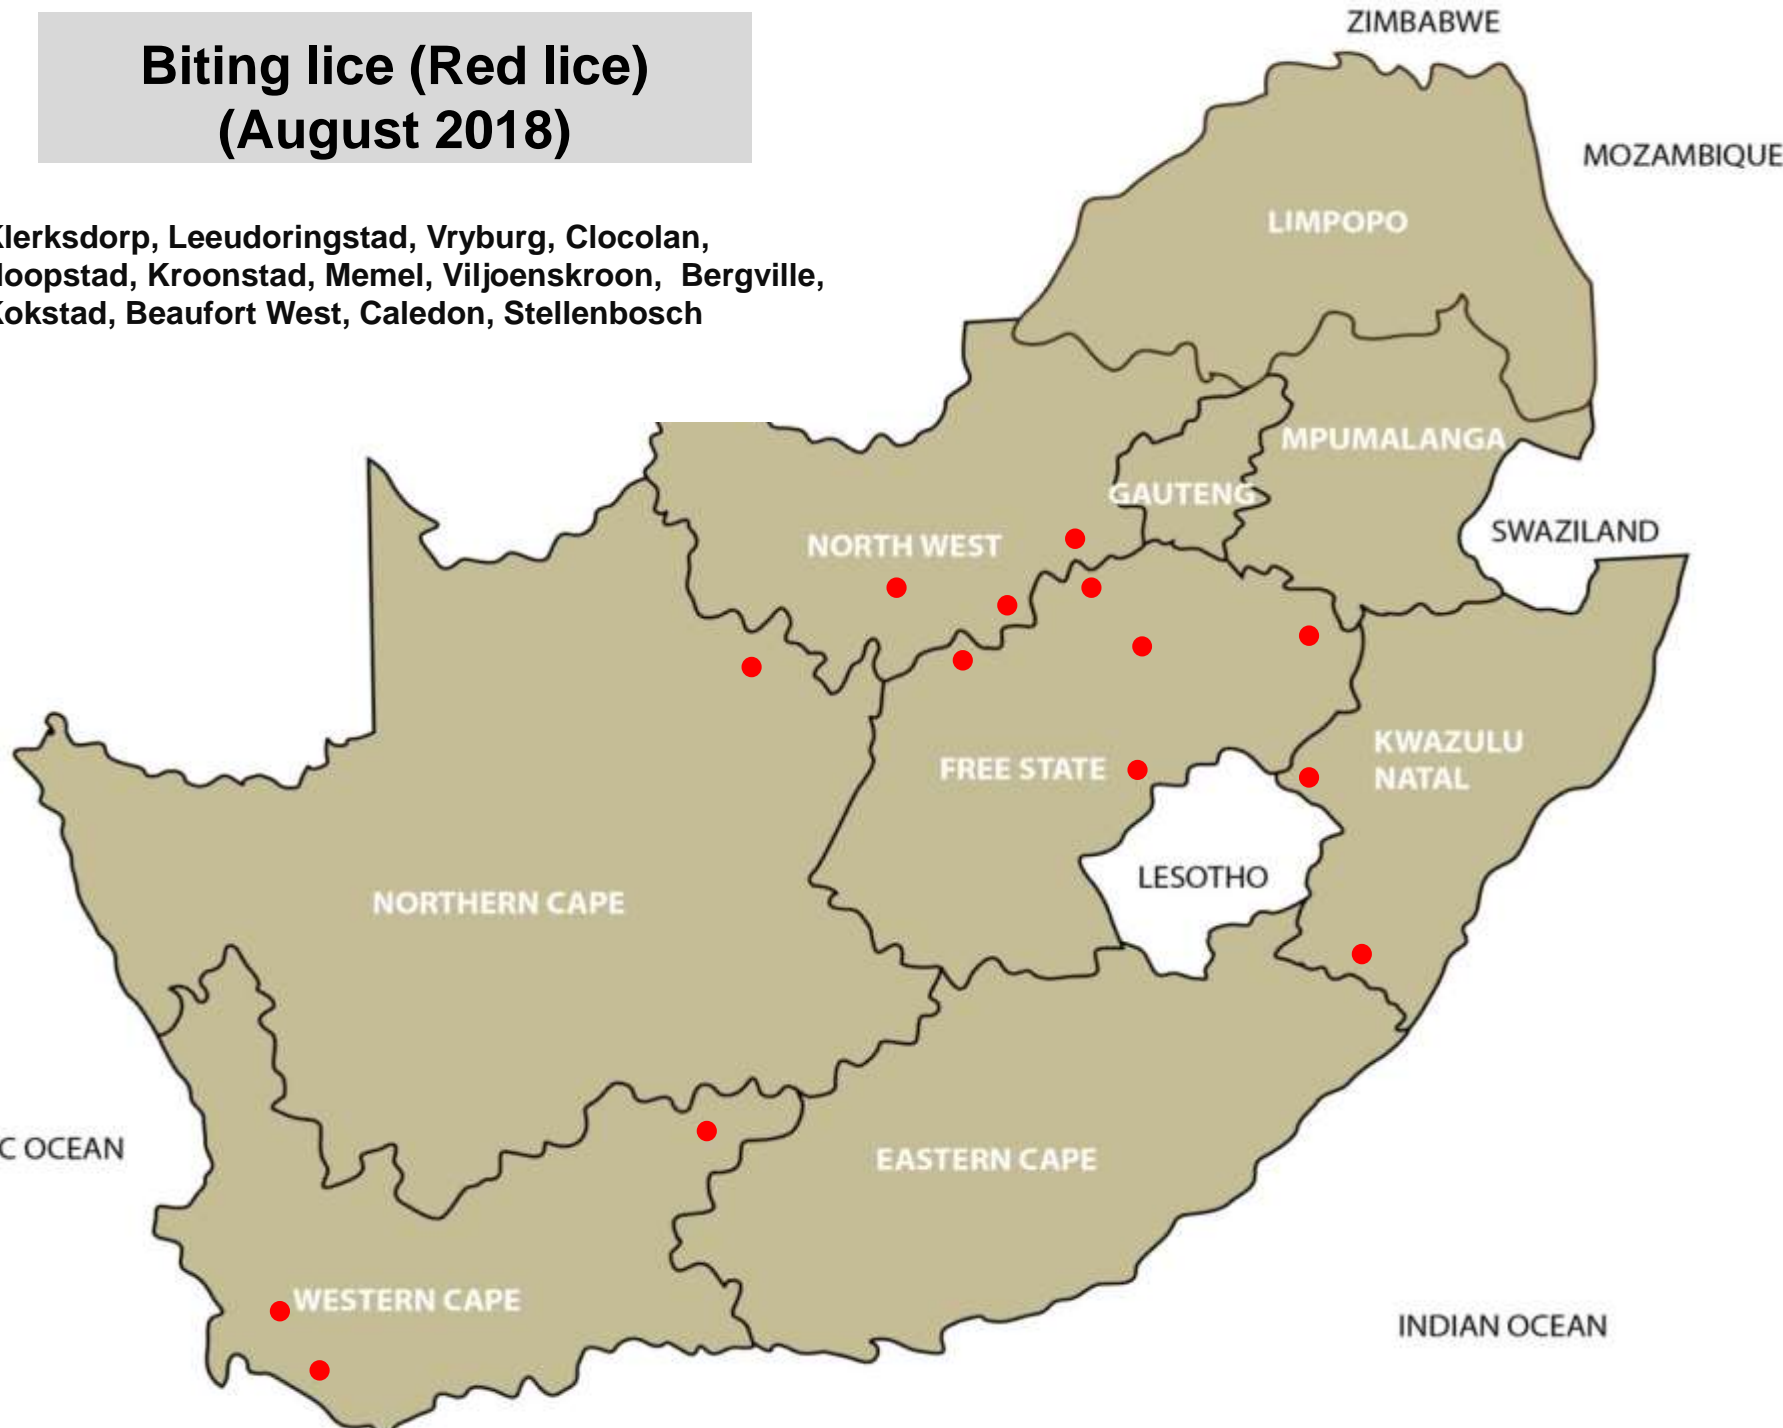 Biting lice (Red lice)
(August 2018)
lerksdorp, Leeudoringstad, Vryburg, Clocolan,
oopstad, Kroonstad, Memel, Viljoenskroon, Bergville,
okstad, Beaufort West, Caledon, Stellenbosch
ZIMBABWE
MOZAMBIQUE
LIMPOPO
MPUMALANGA
GAUTENG
SWAZILAND
NORTH WEST
KWAZULU
NATAL
FREE STATE
LESOTHO
NORTHERN CAPE
C OCEAN
EASTERN CAPE
WESTERN CAPE
INDIAN OCEAN